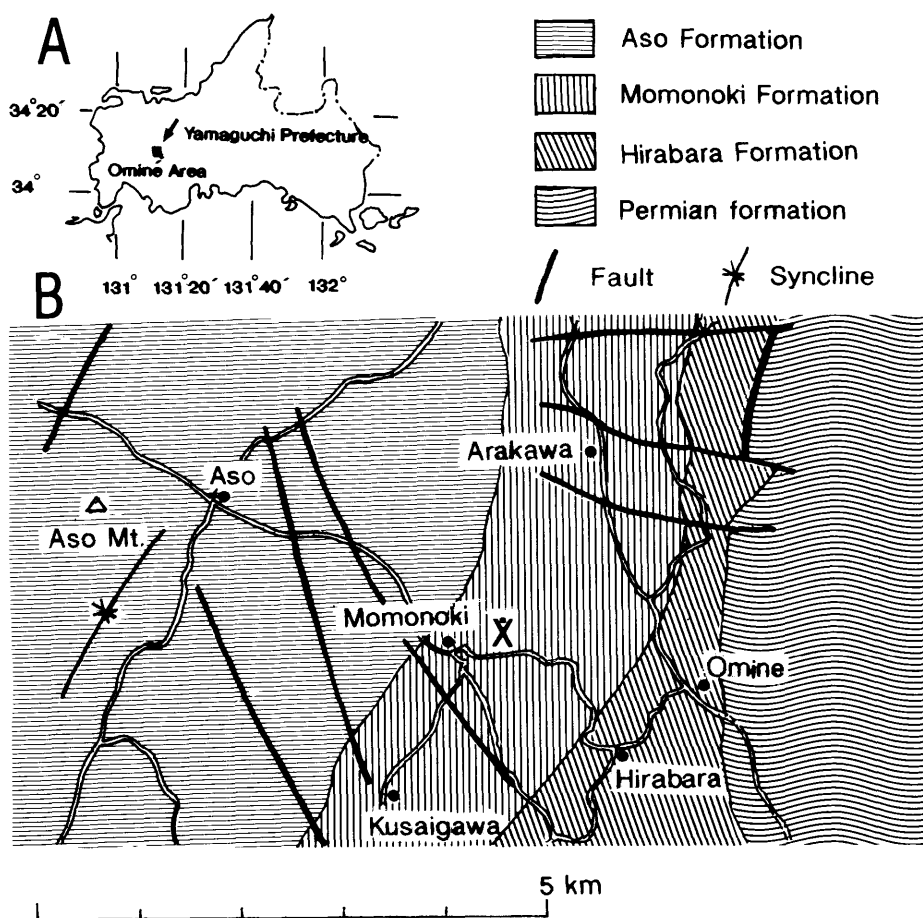 A
34°20′
Yamaguchi Prefecture
Ominé Area
34°
131° 131°20′ 131°40′ 132°
Aso Formation
Momonoki Formation
Hirabara Formation
Permian formation
Fault Syncline
B
Arakawa
Aso
Aso Mt.
Momonoki
X
Omine
Hirabara
Kusaigawa
5 km